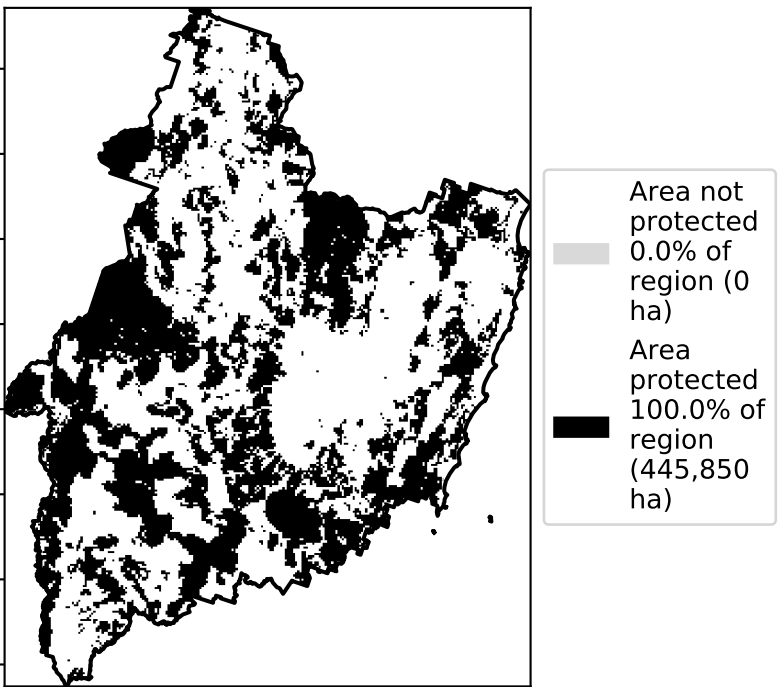 Area not
protected
0.0% of
region (0
ha)
Area
protected
100.0% of
region
(445,850
ha)